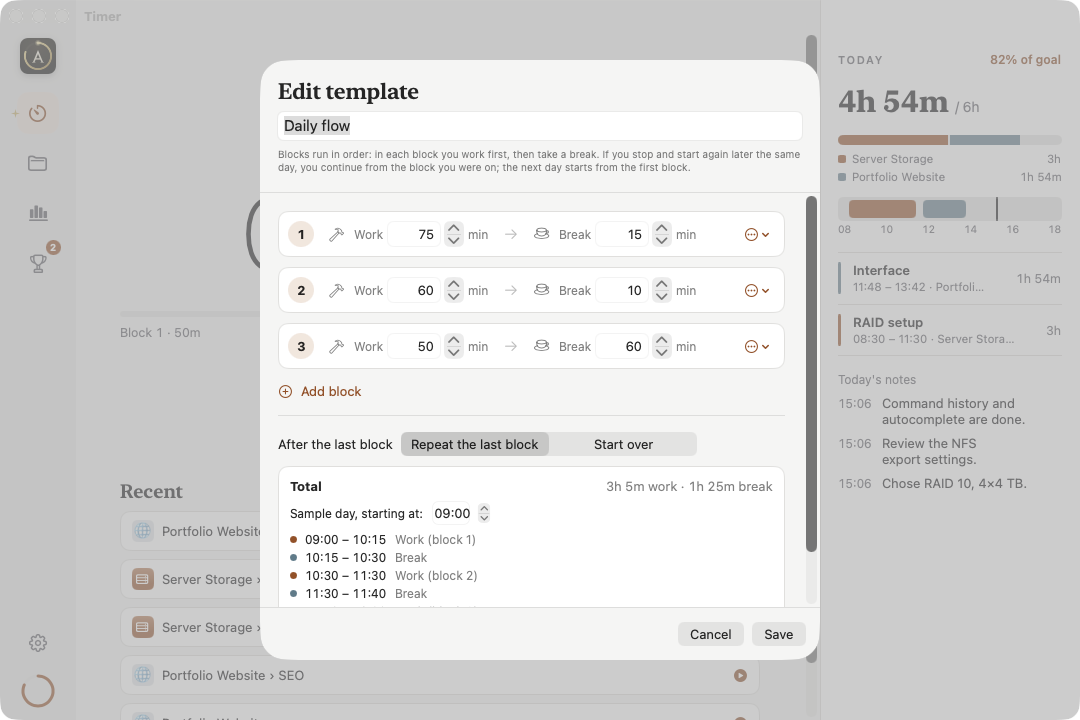 Timer
A
2
Block 1 · 50m
Recent
Portfolio Website
Server Storage ›
Server Storage ›
Portfolio Website › SEO
Portfolio Website
Edit template
Daily flow
Blocks run in order: in each block you work first, then take a break. If you stop and start again later the same
day, you continue from the block you were on; the next day starts from the first block.
1 Work 75 min → Break 15 min
2 Work 60 min → Break 10 min
3 Work 50 min → Break 60 min
Add block
After the last block Repeat the last block Start over
Total 3h 5m work · 1h 25m break
Sample day, starting at: 09:00
09:00 – 10:15 Work (block 1)
10:15 – 10:30 Break
10:30 – 11:30 Work (block 2)
11:30 – 11:40 Break
Cancel Save
TODAY 82% of goal
4h 54m / 6h
Server Storage 3h
Portfolio Website 1h 54m
08 10 12 14 16 18
Interface 1h 54m
11:48 – 13:42 · Portfoli...
RAID setup 3h
08:30 – 11:30 · Server Stora...
Today's notes
15:06 Command history and
autocomplete are done.
15:06 Review the NFS
export settings.
15:06 Chose RAID 10, 4×4 TB.